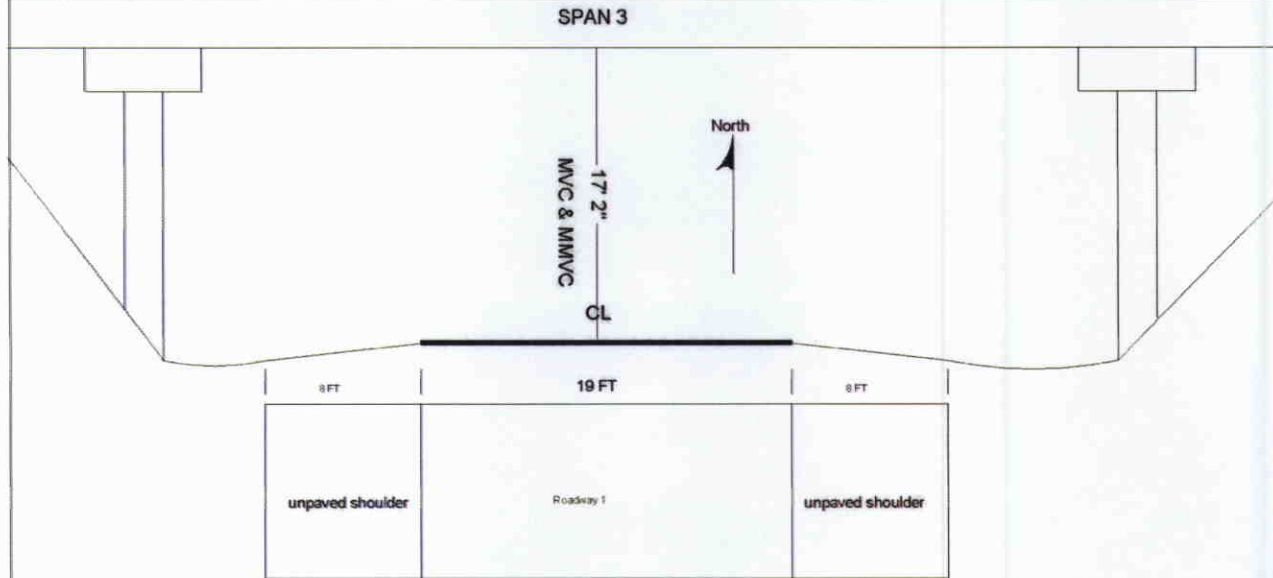 SPAN 3
North
17' 2"
MVC & MMVC
CL
8 FT
19 FT
8 FT
unpaved shoulder
Roadway 1
unpaved shoulder